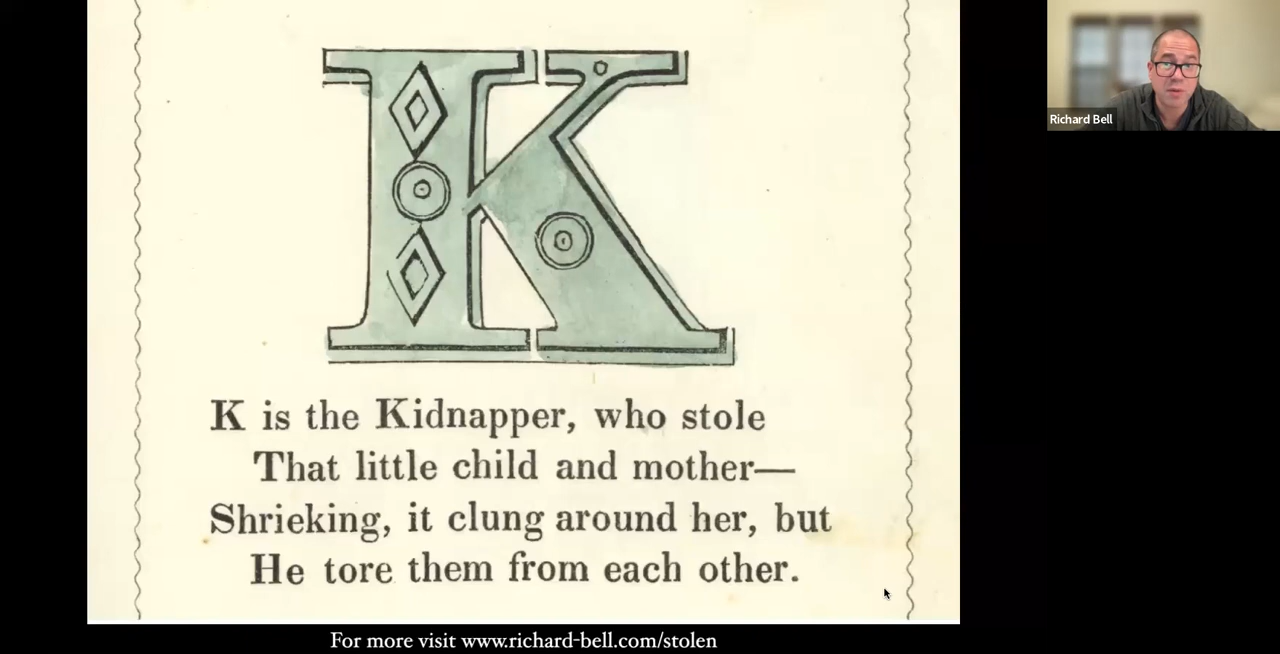 K
Richard Bell
K is the Kidnapper, who stole
That little child and mother—
Shrieking, it clung around her, but
He tore them from each other.
For more visit www.richard-bell.com/stolen